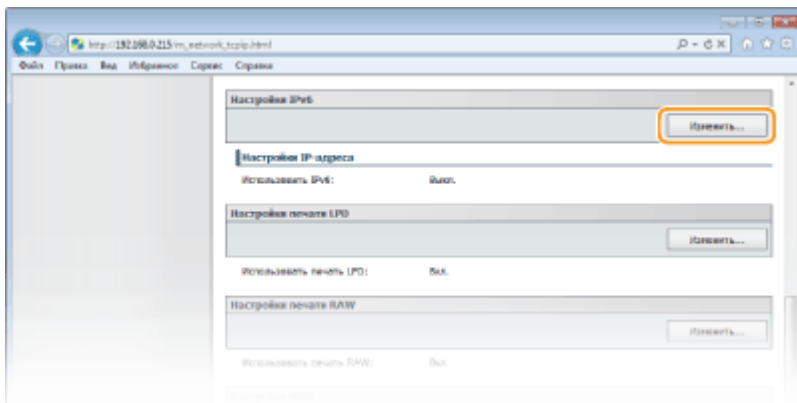 http://192.168.0.215/m_network_tcpip.html
Файл Правка Вид Избранное Сервис Справка
Настройки IPv6
Изменить...
Настройки IP-адреса
Использовать IPv6: Выкл.
Настройки печати LPD
Изменить...
Использовать печать LPD: Вкл.
Настройки печати RAW
Изменить...
Использовать печать RAW: Вкл.